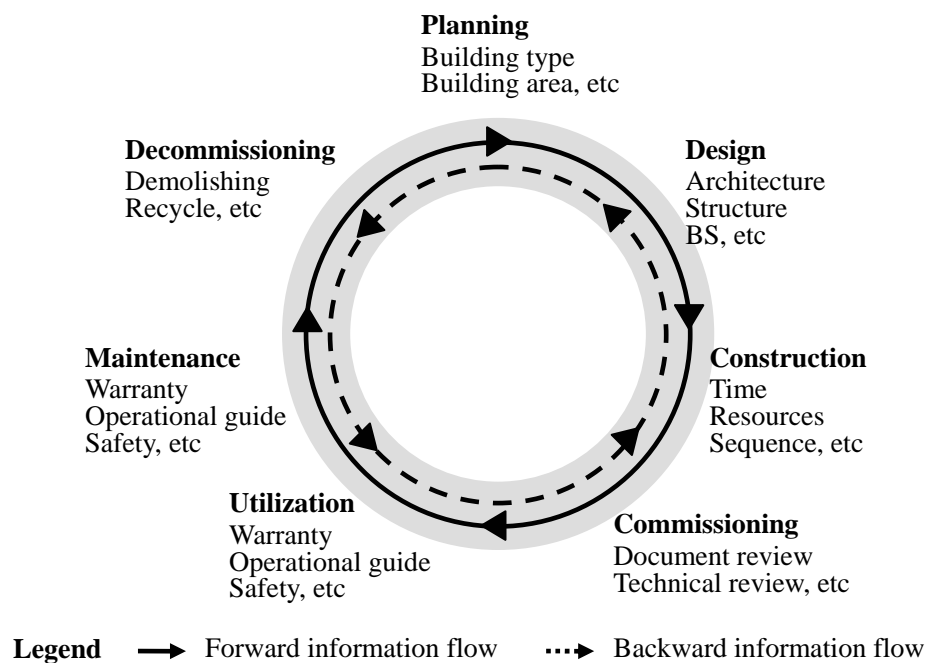 Planning
Building type
Building area, etc
Decommissioning
Demolishing
Recycle, etc
Design
Architecture
Structure
BS, etc
Maintenance
Warranty
Operational guide
Safety, etc
Construction
Time
Resources
Sequence, etc
Utilization
Warranty
Operational guide
Safety, etc
Commissioning
Document review
Technical review, etc
Legend Forward information flow Backward information flow